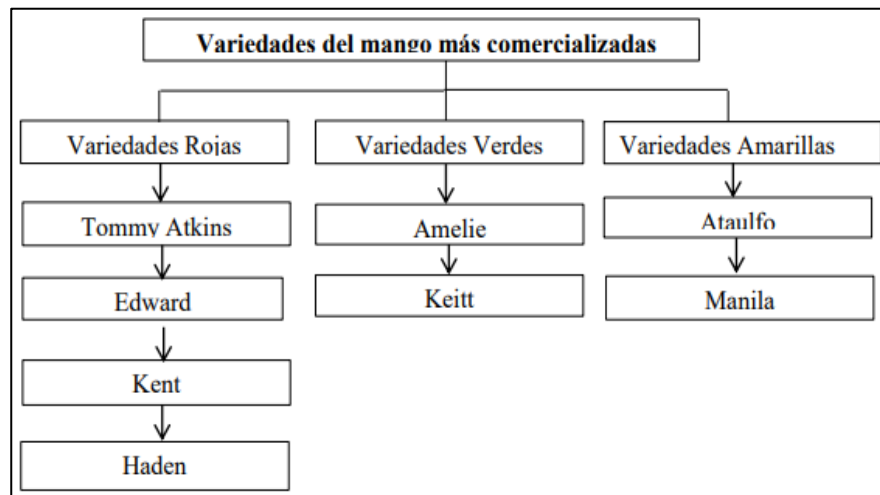 Variedades del mango más comercializadas
Variedades Rojas
Variedades Verdes
Variedades Amarillas
Tommy Atkins
Amelie
Ataulfo
Edward
Keitt
Manila
Kent
Haden